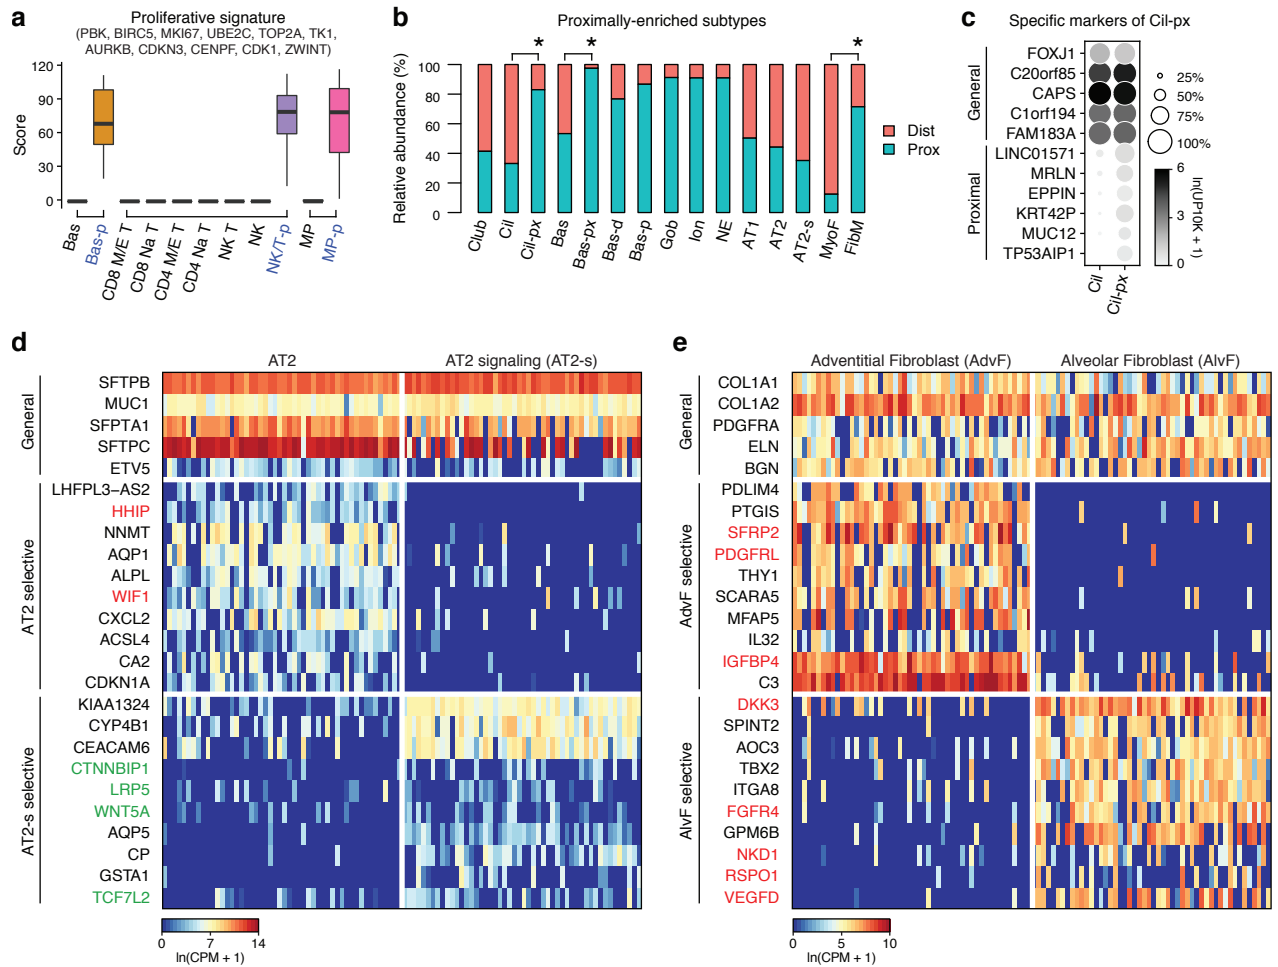 a
Proliferative signature
(PBK, BIRC5, MKI67, UBE2C, TOP2A, TK1,
AURKB, CDKN3, CENPF, CDK1, ZWINT)
Score
120
90
60
30
0
Bas
Bas-p
CD8 M/E T
CD8 Na T
CD4 M/E T
CD4 Na T
NK T
NK
NK/T-p
MP
MP-p
b
Proximally-enriched subtypes
Relative abundance (%)
100
80
60
40
20
0
*
*
*
Dist
Prox
Club
Cil
Cil-px
Bas
Bas-px
Bas-d
Bas-p
Gob
Ion
NE
AT1
AT2
AT2-s
MyoF
FibM
c
Specific markers of Cil-px
General
FOXJ1
C20orf85
CAPS
C1orf194
FAM183A
Proximal
LINC01571
MRLN
EPPIN
KRT42P
MUC12
TP53AIP1
Cil
Cil-px
25%
50%
75%
100%
6
3
0
ln(UP10K + 1)
d
AT2
AT2 signaling (AT2-s)
General
SFTPB
MUC1
SFPTA1
SFTPC
ETV5
AT2 selective
LHFPL3–AS2
HHIP
NNMT
AQP1
ALPL
WIF1
CXCL2
ACSL4
CA2
CDKN1A
AT2-s selective
KIAA1324
CYP4B1
CEACAM6
CTNNBIP1
LRP5
WNT5A
AQP5
CP
GSTA1
TCF7L2
0
7
14
ln(CPM + 1)
e
Adventitial Fibroblast (AdvF)
Alveolar Fibroblast (AlvF)
General
COL1A1
COL1A2
PDGFRA
ELN
BGN
AdvF selective
PDLIM4
PTGIS
SFRP2
PDGFRL
THY1
SCARA5
MFAP5
IL32
IGFBP4
C3
AlvF selective
DKK3
SPINT2
AOC3
TBX2
ITGA8
FGFR4
GPM6B
NKD1
RSPO1
VEGFD
0
5
10
ln(CPM + 1)